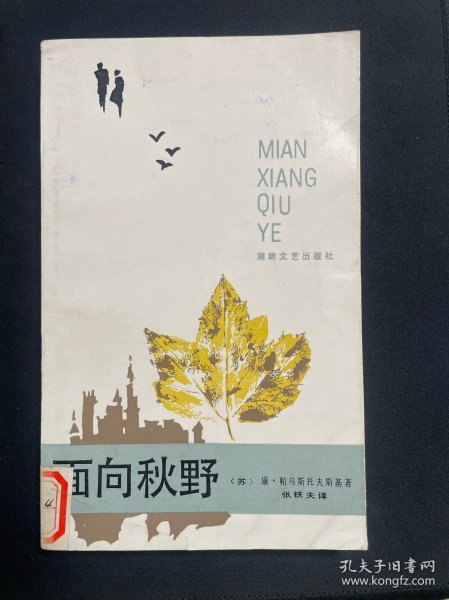 MIAN
XIANG
QIU
YE
湖南文艺出版社
面向秋野
〈苏〉康·帕乌斯托夫斯基著
张铁夫译
4
孔夫子旧书网
www.kongfz.com